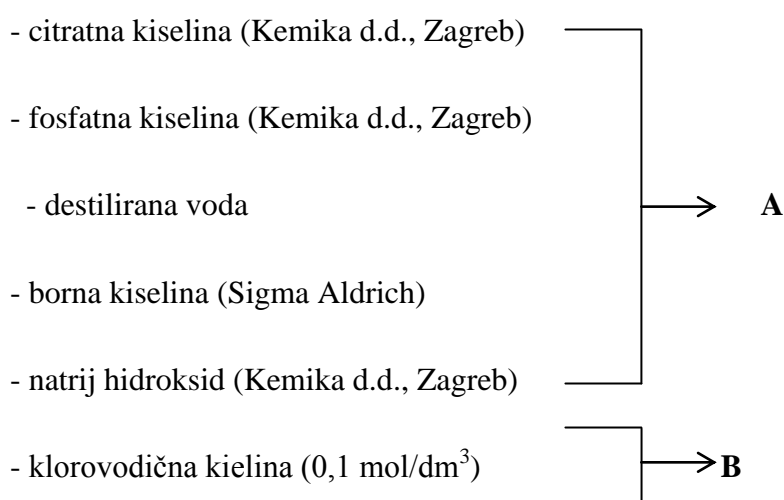 - citratna kiselina (Kemika d.d., Zagreb)
- fosfatna kiselina (Kemika d.d., Zagreb)
- destilirana voda
A
- borna kiselina (Sigma Aldrich)
- natrij hidroksid (Kemika d.d., Zagreb)
- klorovodična kielina (0,1 mol/dm³)
B